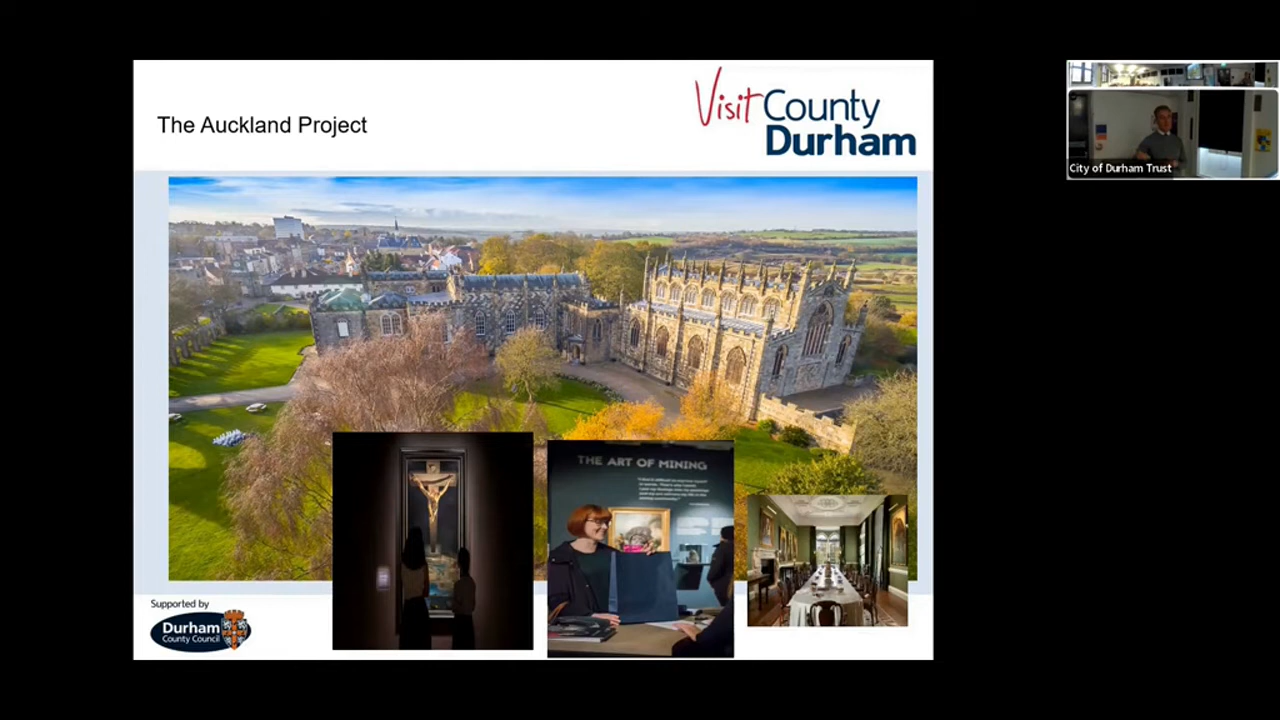 The Auckland Project
Visit County
Durham
City of Durham Trust
THE ART OF MINING
Supported by
Durham
County Council